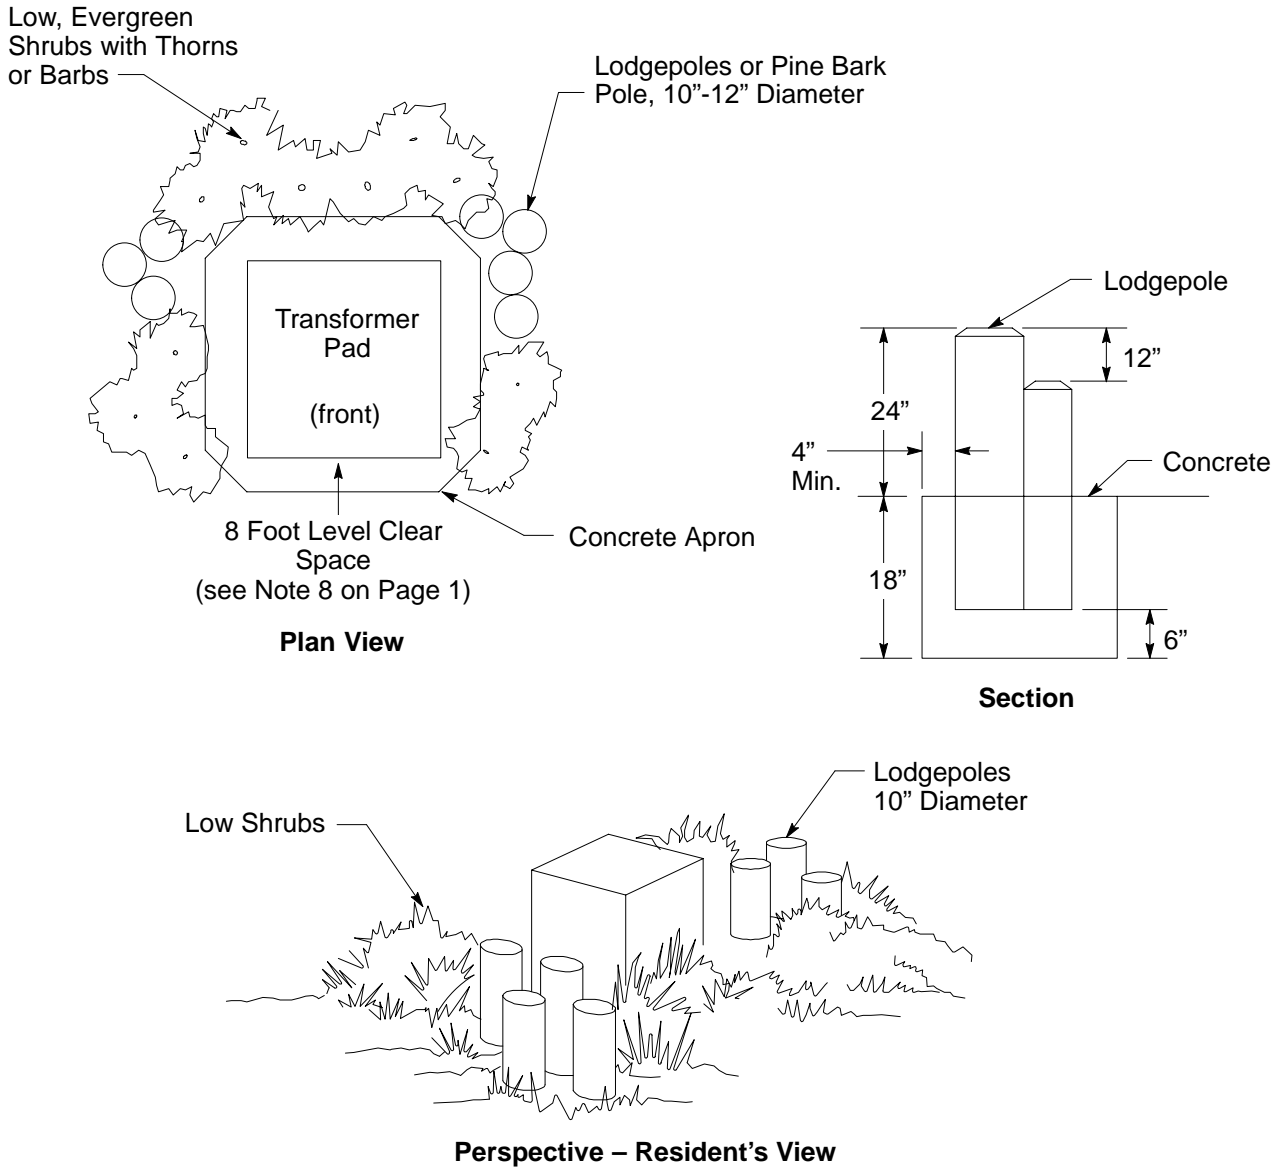 Low, Evergreen
Shrubs with Thorns
or Barbs
Lodgepoles or Pine Bark
Pole, 10”-12” Diameter
Transformer
Pad
(front)
8 Foot Level Clear
Space
(see Note 8 on Page 1)
Concrete Apron
Plan View
Lodgepole
12”
24”
4”
Min.
Concrete
18”
6”
Section
Lodgepoles
10” Diameter
Low Shrubs
Perspective – Resident’s View